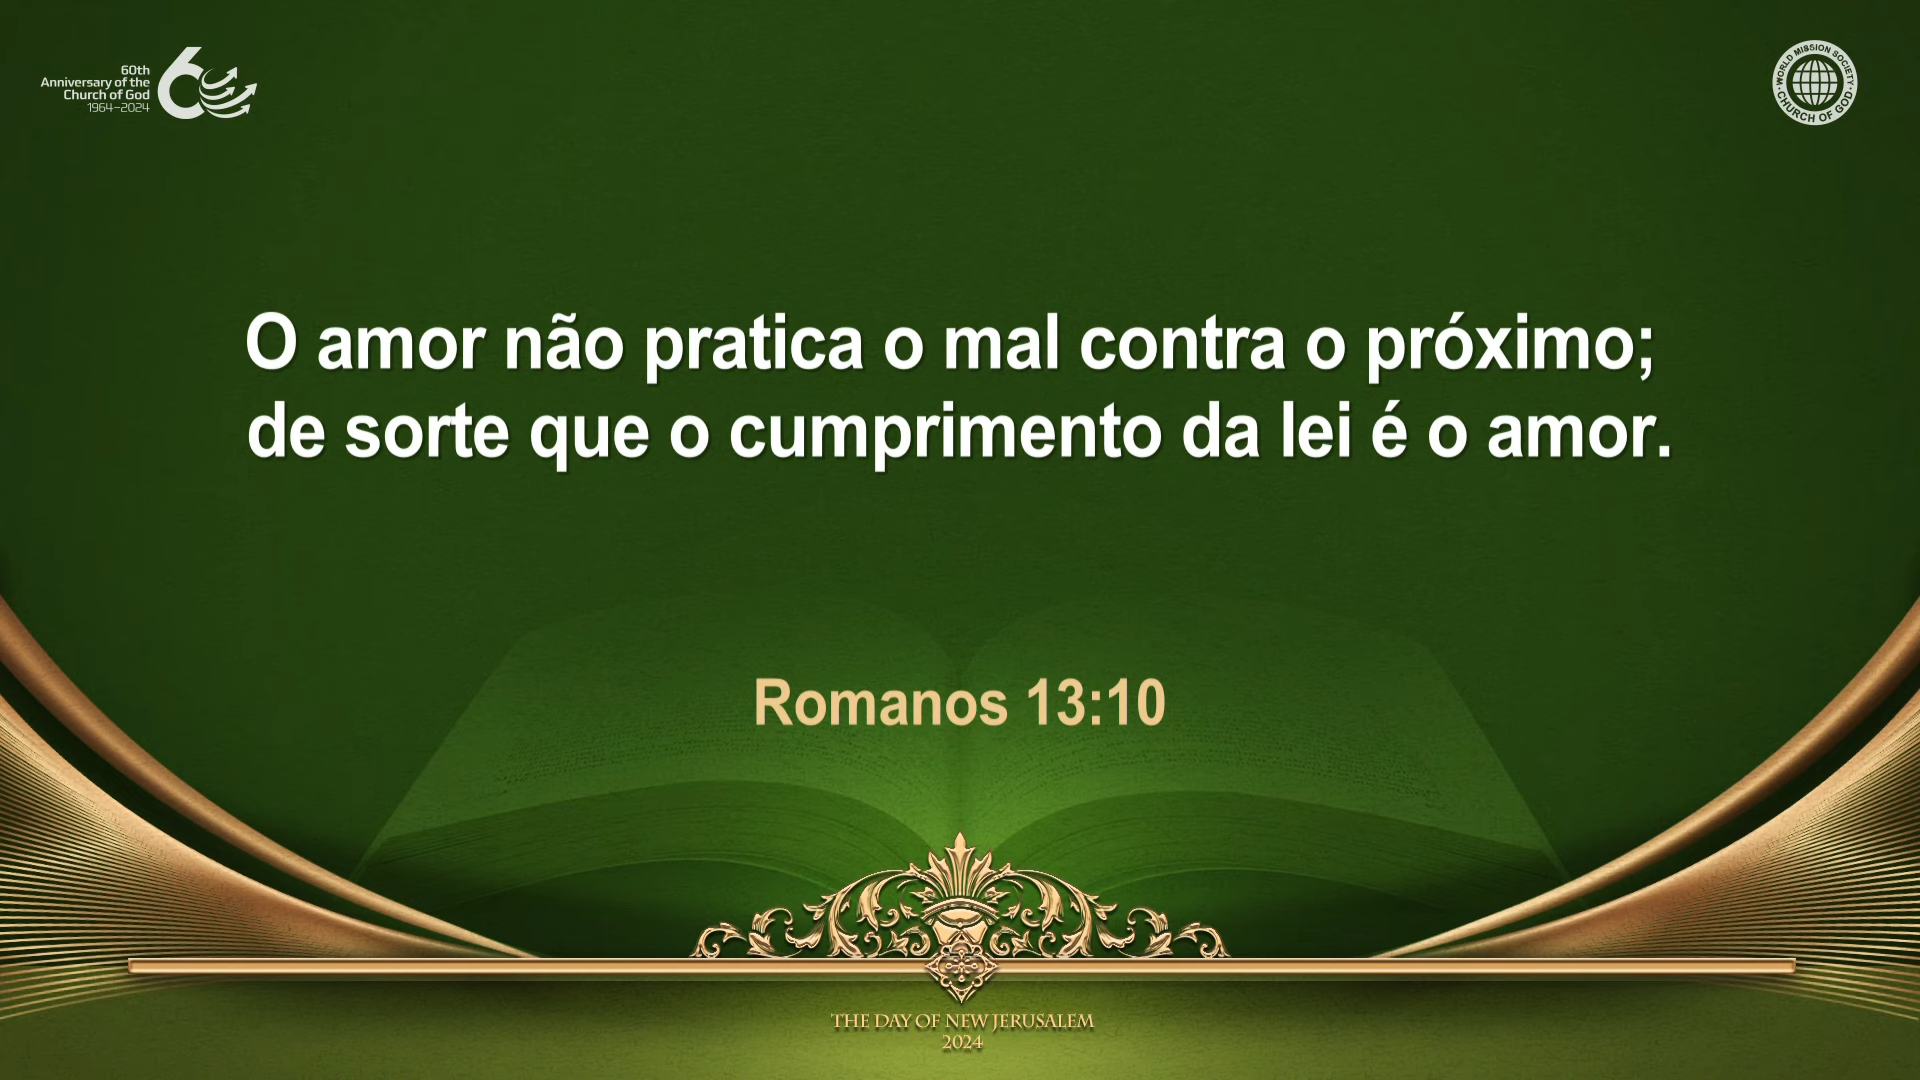 60th
Anniversary of the
Church of God
1964–2024
60
WORLD MISSION SOCIETY
CHURCH OF GOD
O amor não pratica o mal contra o próximo;
de sorte que o cumprimento da lei é o amor.
Romanos 13:10
THE DAY OF NEW JERUSALEM
2024